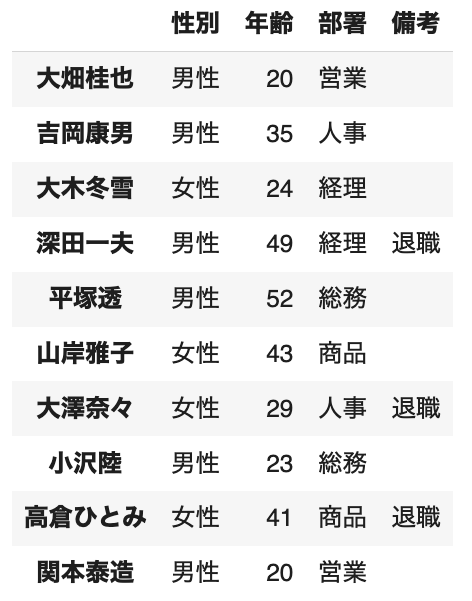 性別 年齢 部署 備考
大畑桂也 男性 20 営業
吉岡康男 男性 35 人事
大木冬雪 女性 24 経理
深田一夫 男性 49 経理 退職
平塚透 男性 52 総務
山岸雅子 女性 43 商品
大澤奈々 女性 29 人事 退職
小沢陸 男性 23 総務
高倉ひとみ 女性 41 商品 退職
関本泰造 男性 20 営業